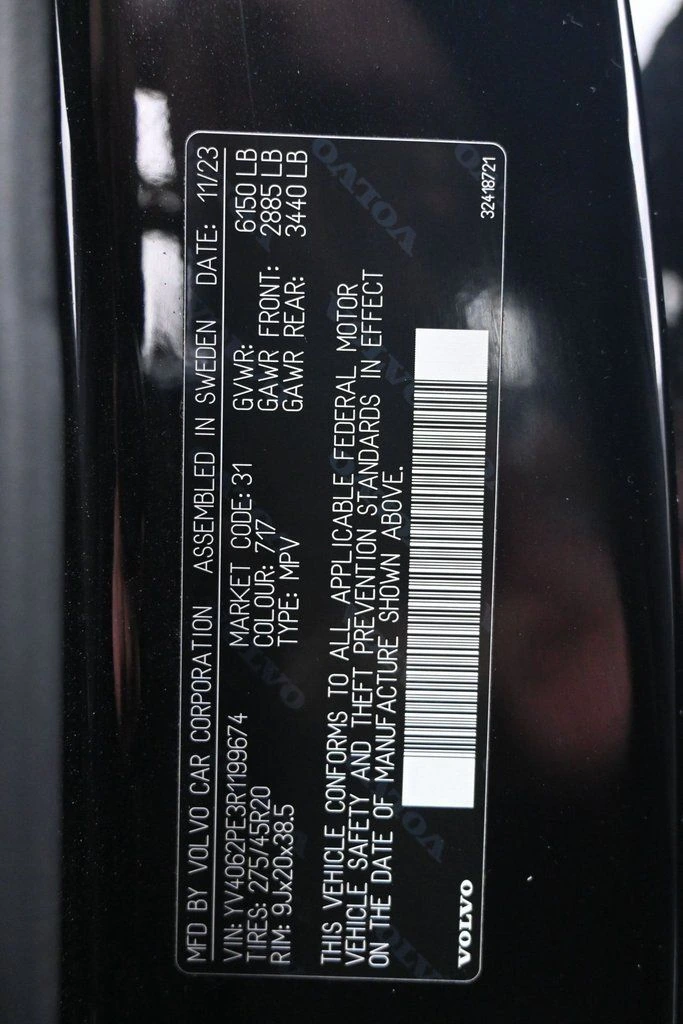 MFD BY VOLVO CAR CORPORATION ASSEMBLED IN SWEDEN DATE: 11/23
VIN: YV4062PE3R1199674 MARKET CODE: 31 GVWR: 6150 LB
TIRES: 275/45R20 COLOUR: 717 GAWR FRONT: 2885 LB
RIM: 9Jx20x38.5 TYPE: MPV GAWR REAR: 3440 LB
THIS VEHICLE CONFORMS TO ALL APPLICABLE FEDERAL MOTOR
VEHICLE SAFETY AND THEFT PREVENTION STANDARDS IN EFFECT
ON THE DATE OF MANUFACTURE SHOWN ABOVE.
VOLVO 32418721